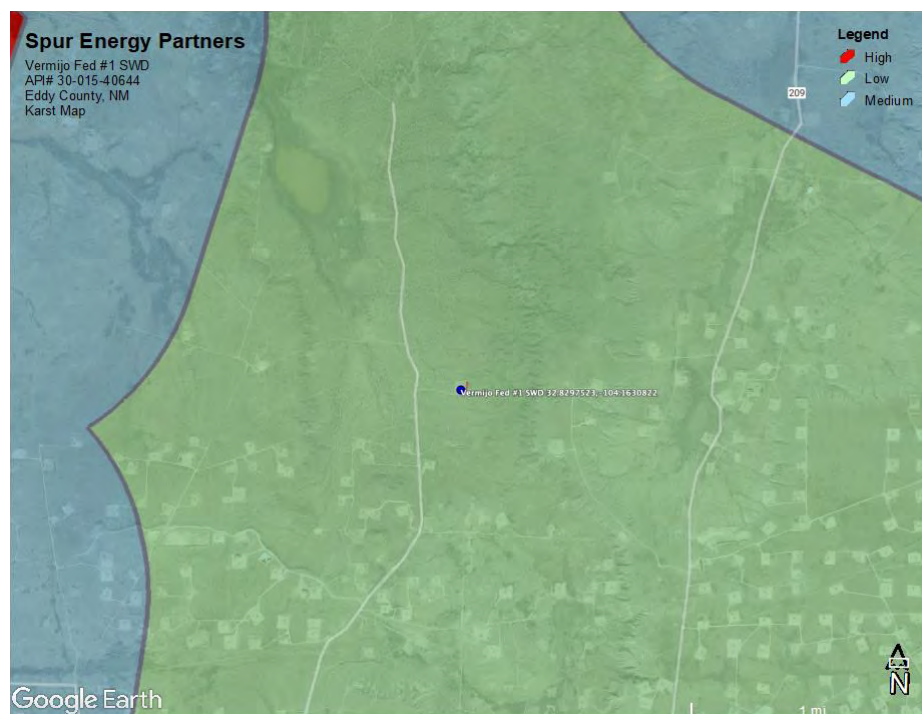 Spur Energy Partners
Vermijo Fed #1 SWD
API# 30-015-40644
Eddy County, NM
Karst Map
Legend
High
Low
Medium
209
Vermijo Fed #1 SWD 32.8297523, -104.1630822
N
Google Earth
1 mi